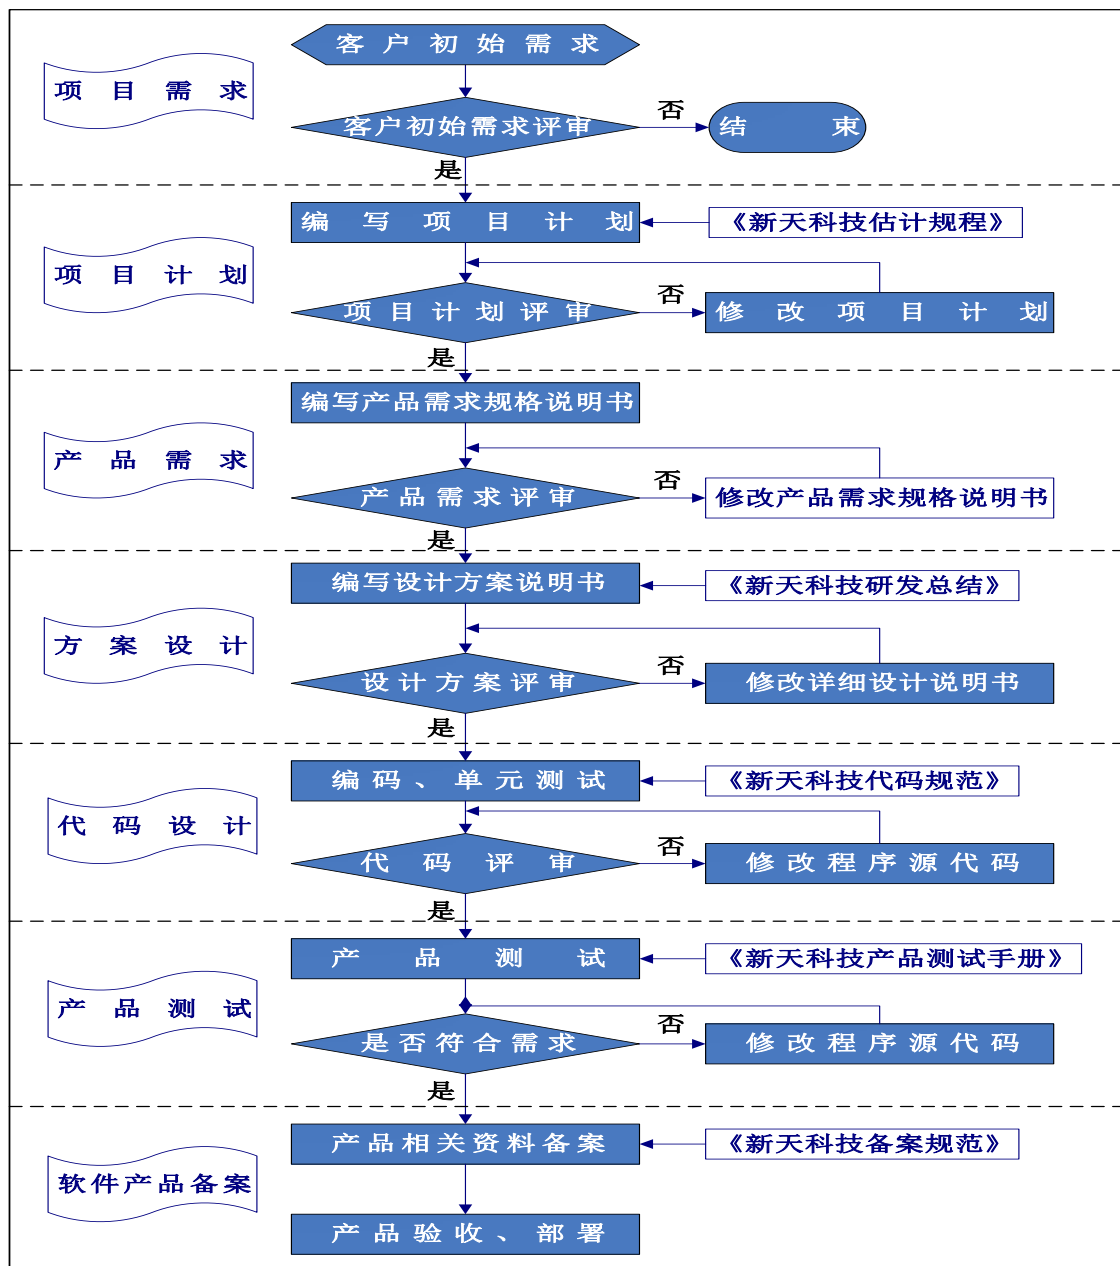 客户初始需求
项目需求
客户初始需求评审
否
结束
是
编写项目计划
《新天科技估计规程》
项目计划
项目计划评审
否
修改项目计划
是
编写产品需求规格说明书
产品需求
产品需求评审
否
修改产品需求规格说明书
是
编写设计方案说明书
《新天科技研发总结》
方案设计
设计方案评审
否
修改详细设计说明书
是
编码、单元测试
《新天科技代码规范》
代码设计
代码评审
否
修改程序源代码
是
产品测试
《新天科技产品测试手册》
产品测试
是否符合需求
否
修改程序源代码
是
产品相关资料备案
《新天科技备案规范》
软件产品备案
产品验收、部署